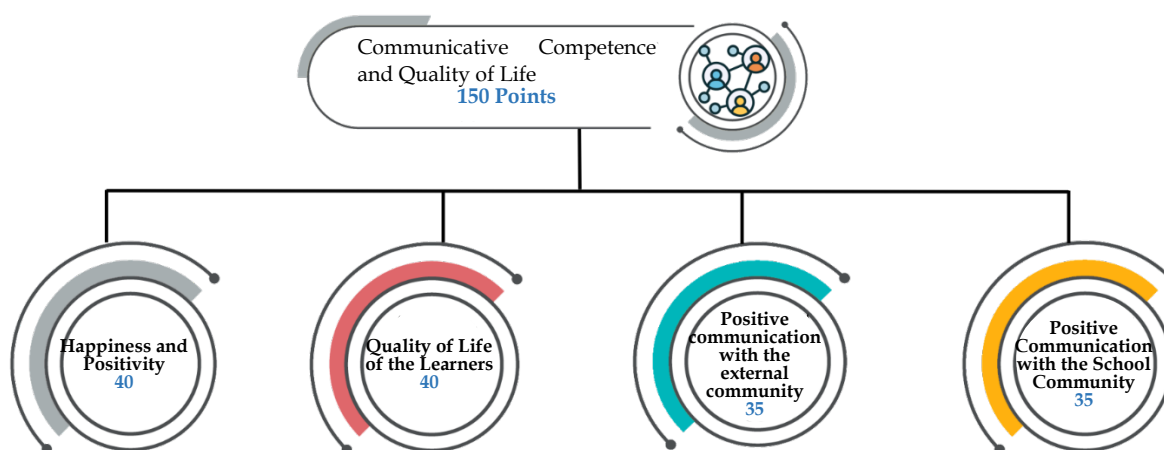 Communicative Competence
and Quality of Life
150 Points
Happiness and
Positivity
40
Quality of Life
of the Learners
40
Positive
communication
with the
external
community
35
Positive
Communication
with the School
Community
35